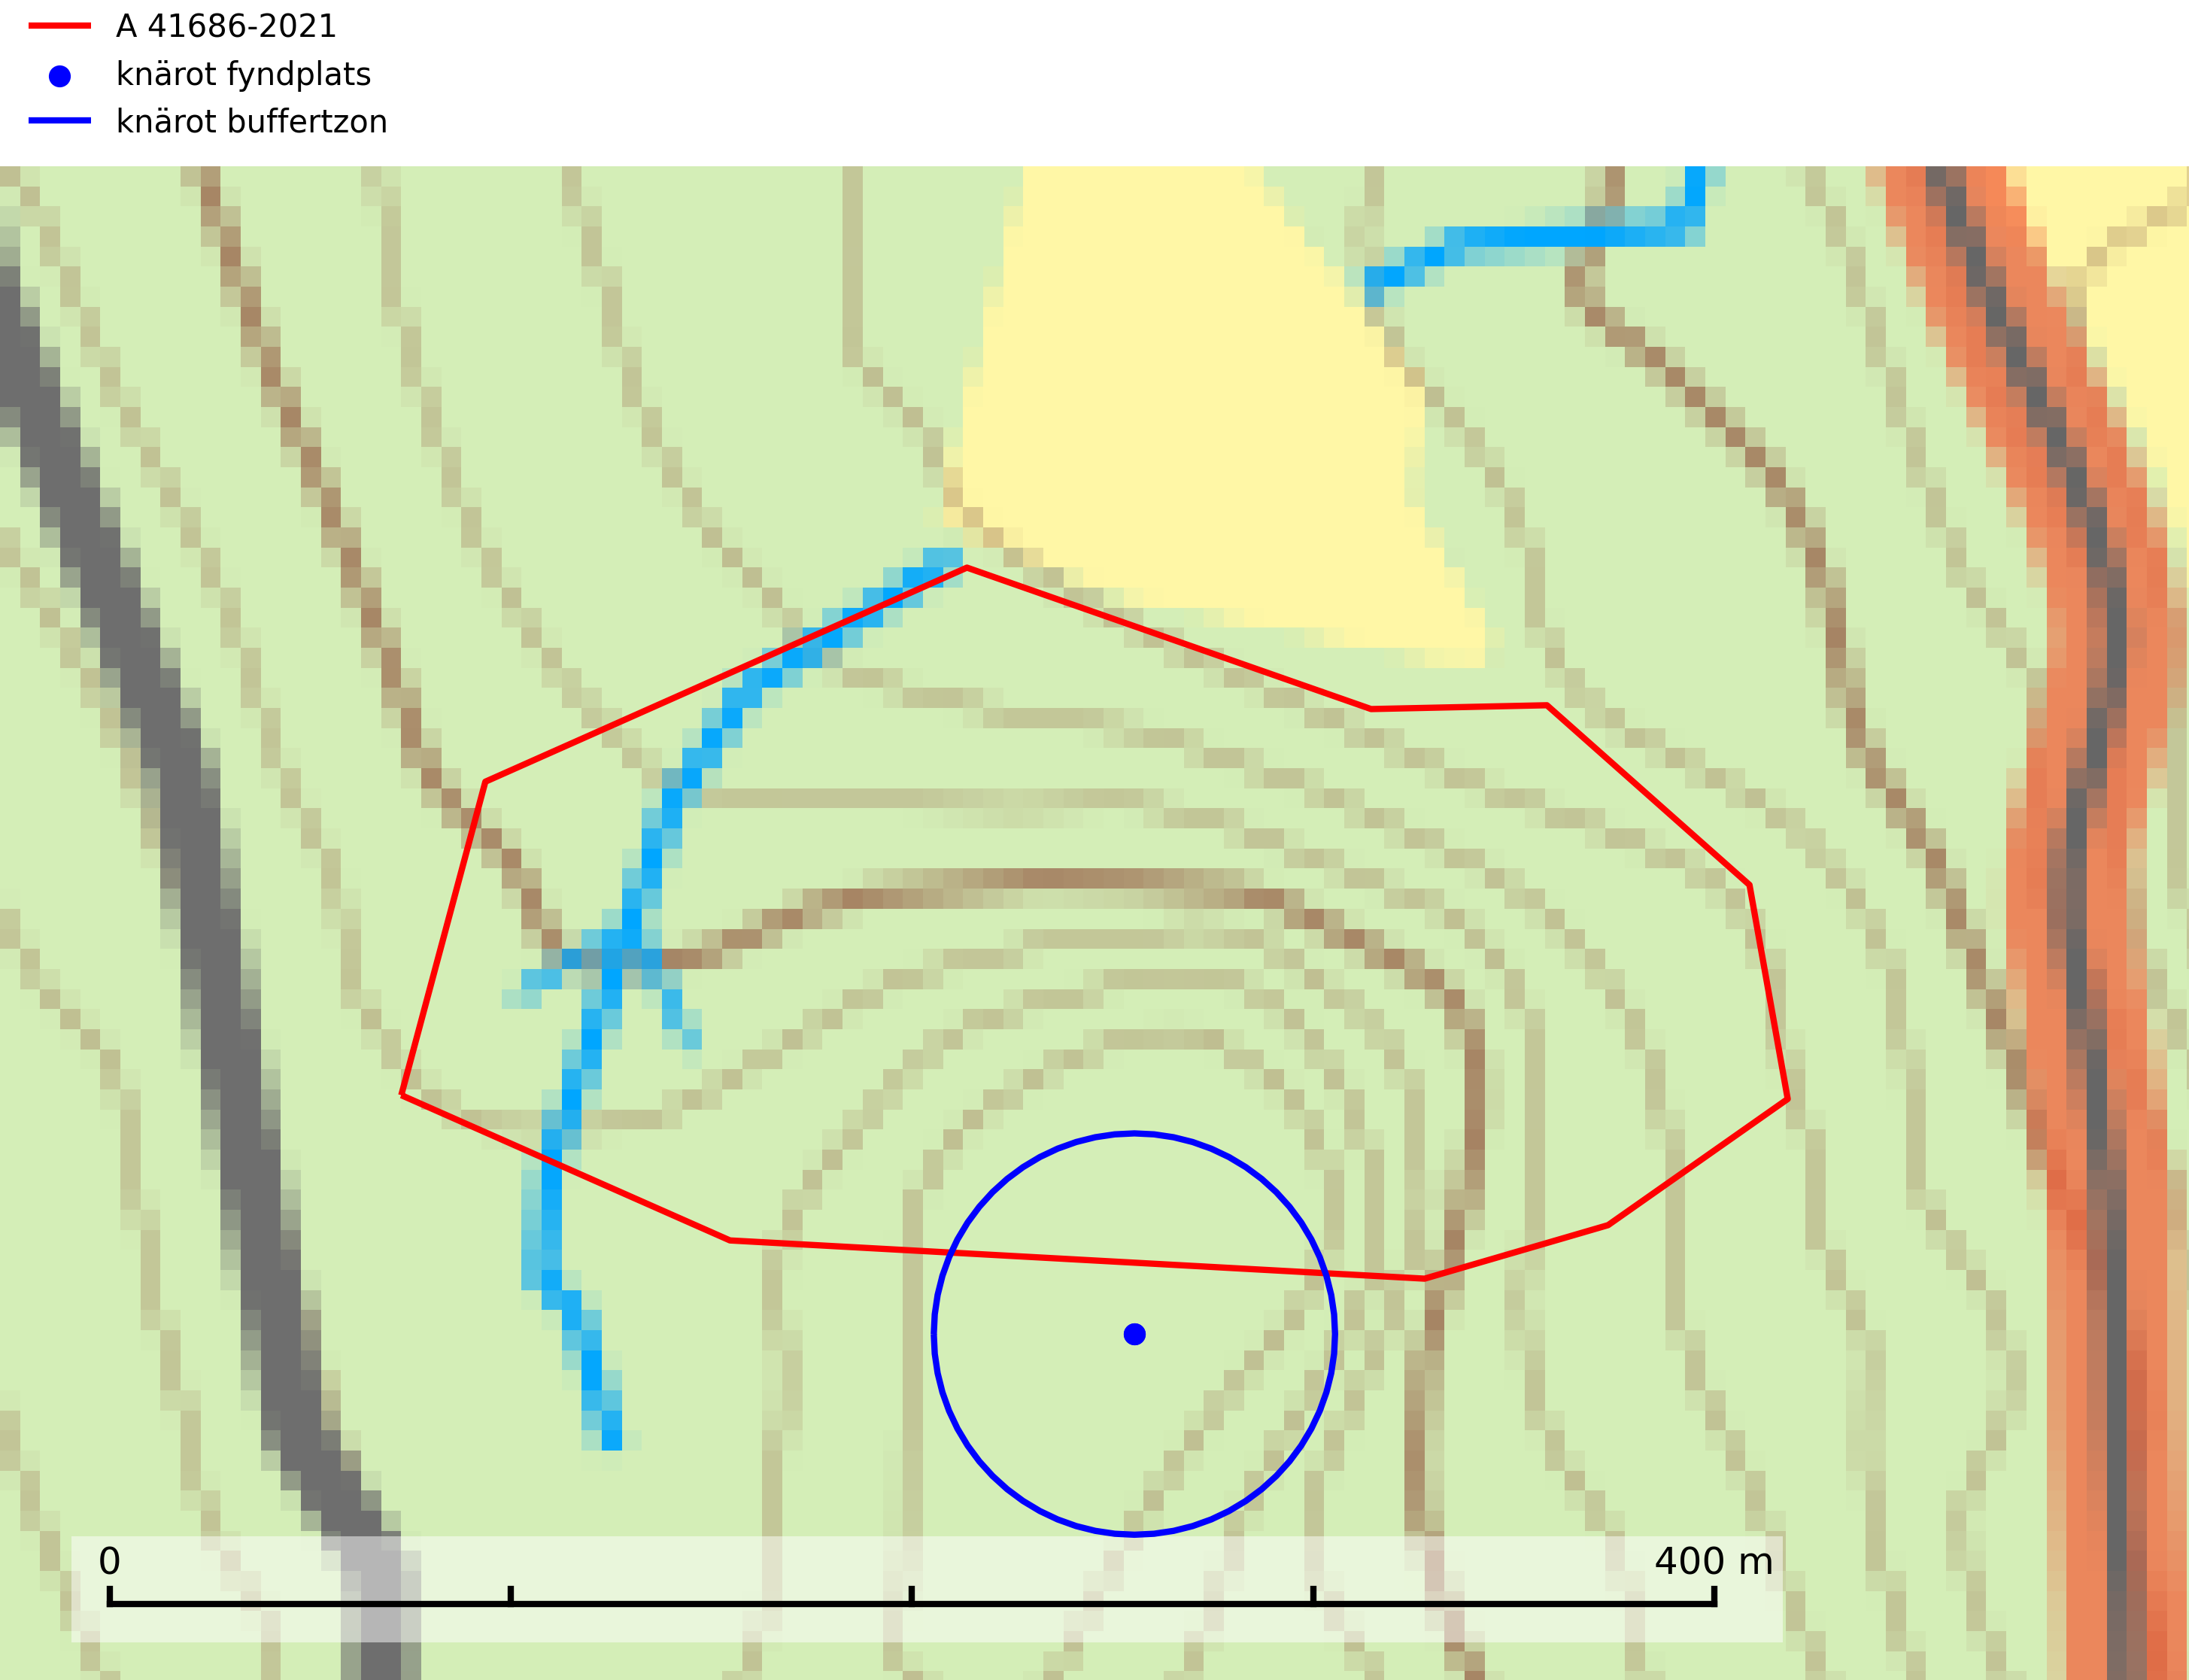 A 41686-2021
knärot fyndplats
knärot buffertzon
0
400 m